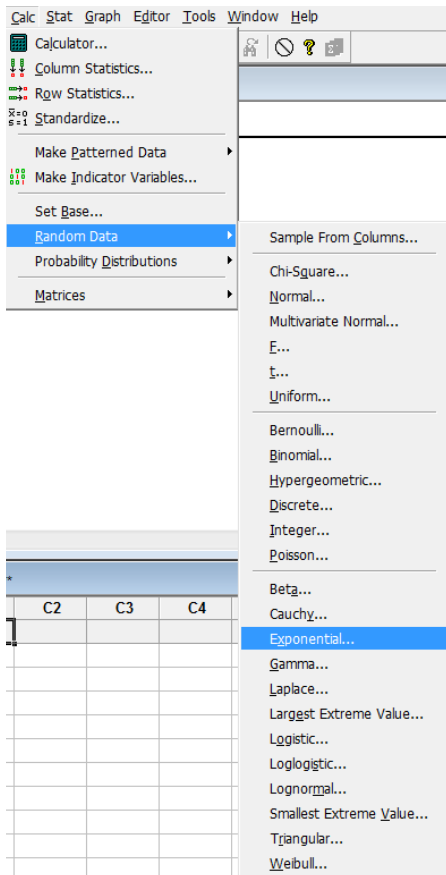 Calc Stat Graph Editor Tools Window Help
Calculator...
Column Statistics...
Row Statistics...
x̄=0
s=1 Standardize...
Make Patterned Data
Make Indicator Variables...
Set Base...
Random Data
Probability Distributions
Matrices
Sample From Columns...
Chi-Square...
Normal...
Multivariate Normal...
F...
t...
Uniform...
Bernoulli...
Binomial...
Hypergeometric...
Discrete...
Integer...
Poisson...
Beta...
Cauchy...
Exponential...
Gamma...
Laplace...
Largest Extreme Value...
Logistic...
Loglogistic...
Lognormal...
Smallest Extreme Value...
Triangular...
Weibull...
*
C2 C3 C4